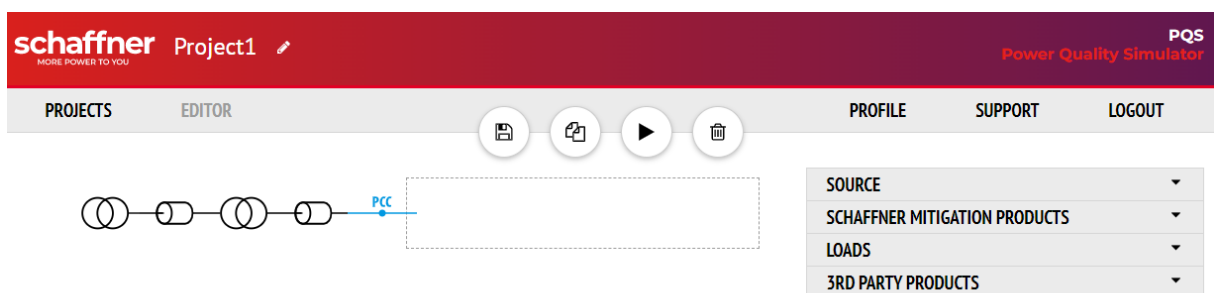 schaffner Project1
MORE POWER TO YOU
PQS
Power Quality Simulator
PROJECTS EDITOR PROFILE SUPPORT LOGOUT
PCC
SOURCE
SCHAFFNER MITIGATION PRODUCTS
LOADS
3RD PARTY PRODUCTS